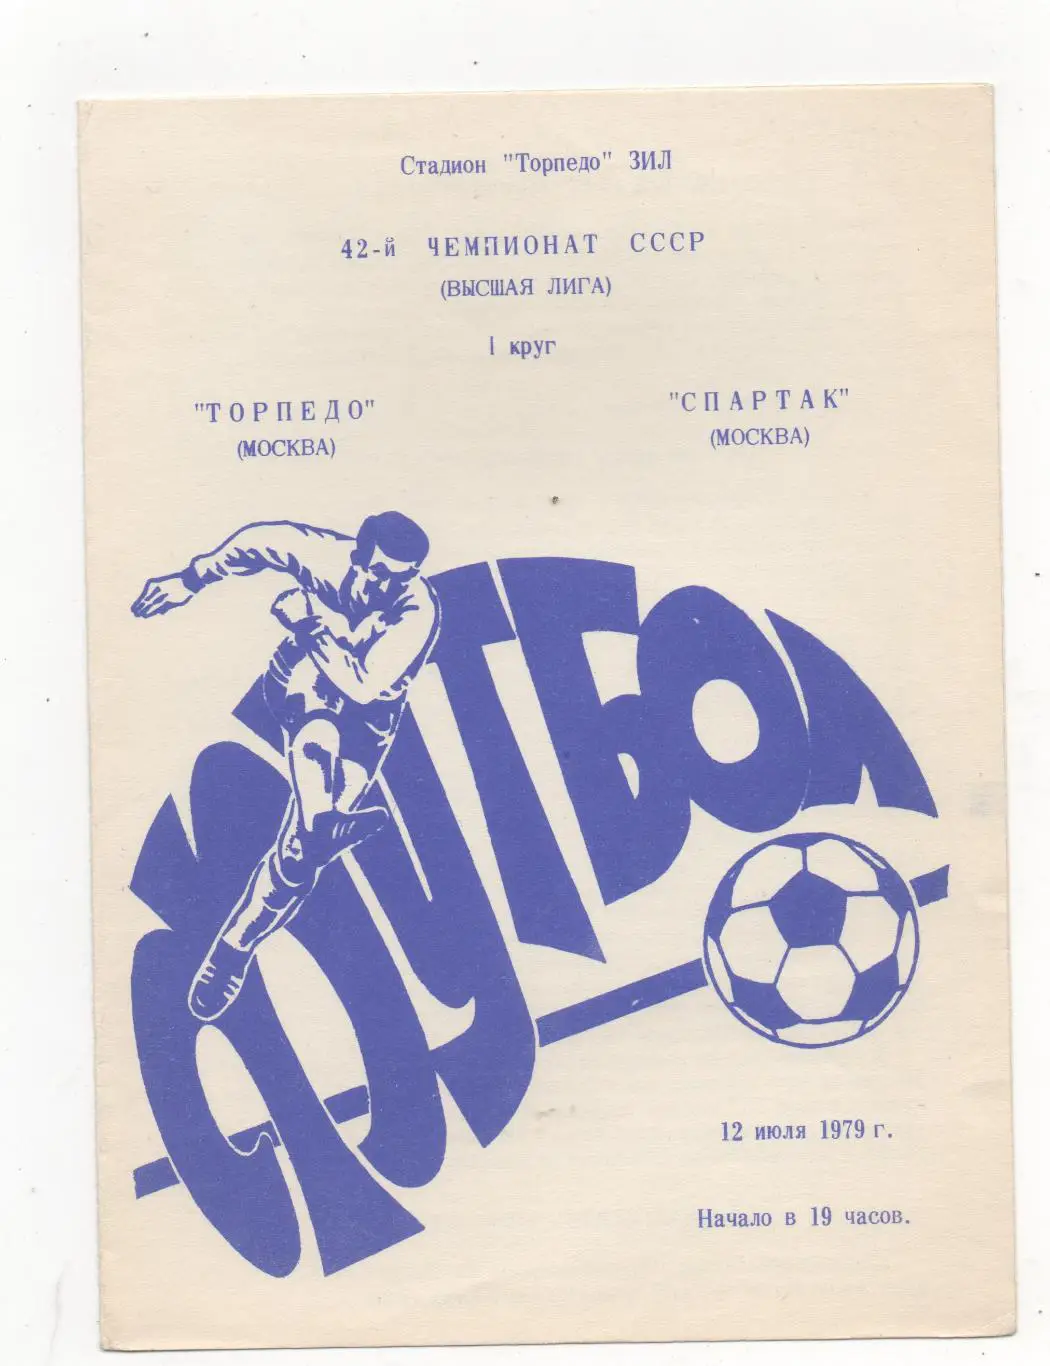 Стадион "Торпедо" ЗИЛ
42-й ЧЕМПИОНАТ СССР
(ВЫСШАЯ ЛИГА)
I круг
"ТОРПЕДО"
(МОСКВА)
"СПАРТАК"
(МОСКВА)
ФУТБОЛ
12 июля 1979 г.
Начало в 19 часов.